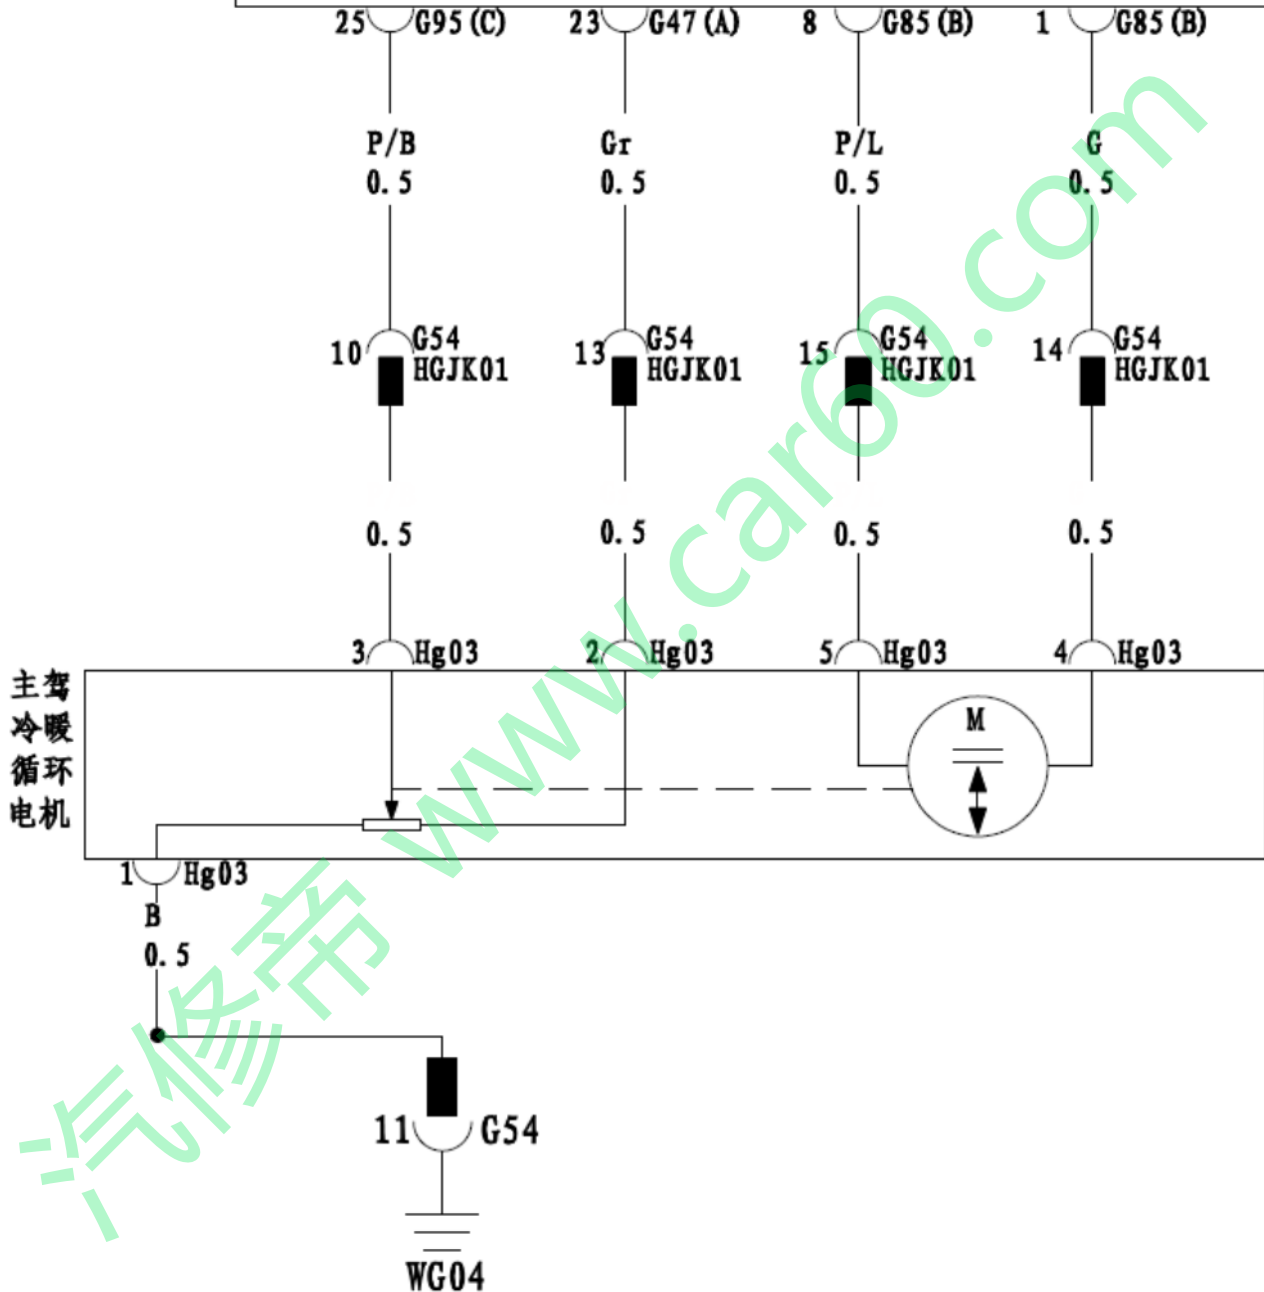 25 G95(C) 23 G47(A) 8 G85(B) 1 G85(B)
P/B Gr P/L G
0.5 0.5 0.5 0.5
10 G54 13 G54 15 G54 14 G54
HGJK01 HGJK01 HGJK01 HGJK01
0.5 0.5 0.5 0.5
3 Hg03 2 Hg03 5 Hg03 4 Hg03
主驾
冷暖
循环
电机
M
1 Hg03
B
0.5
11 G54
WG04
汽修帝 www.car60.com